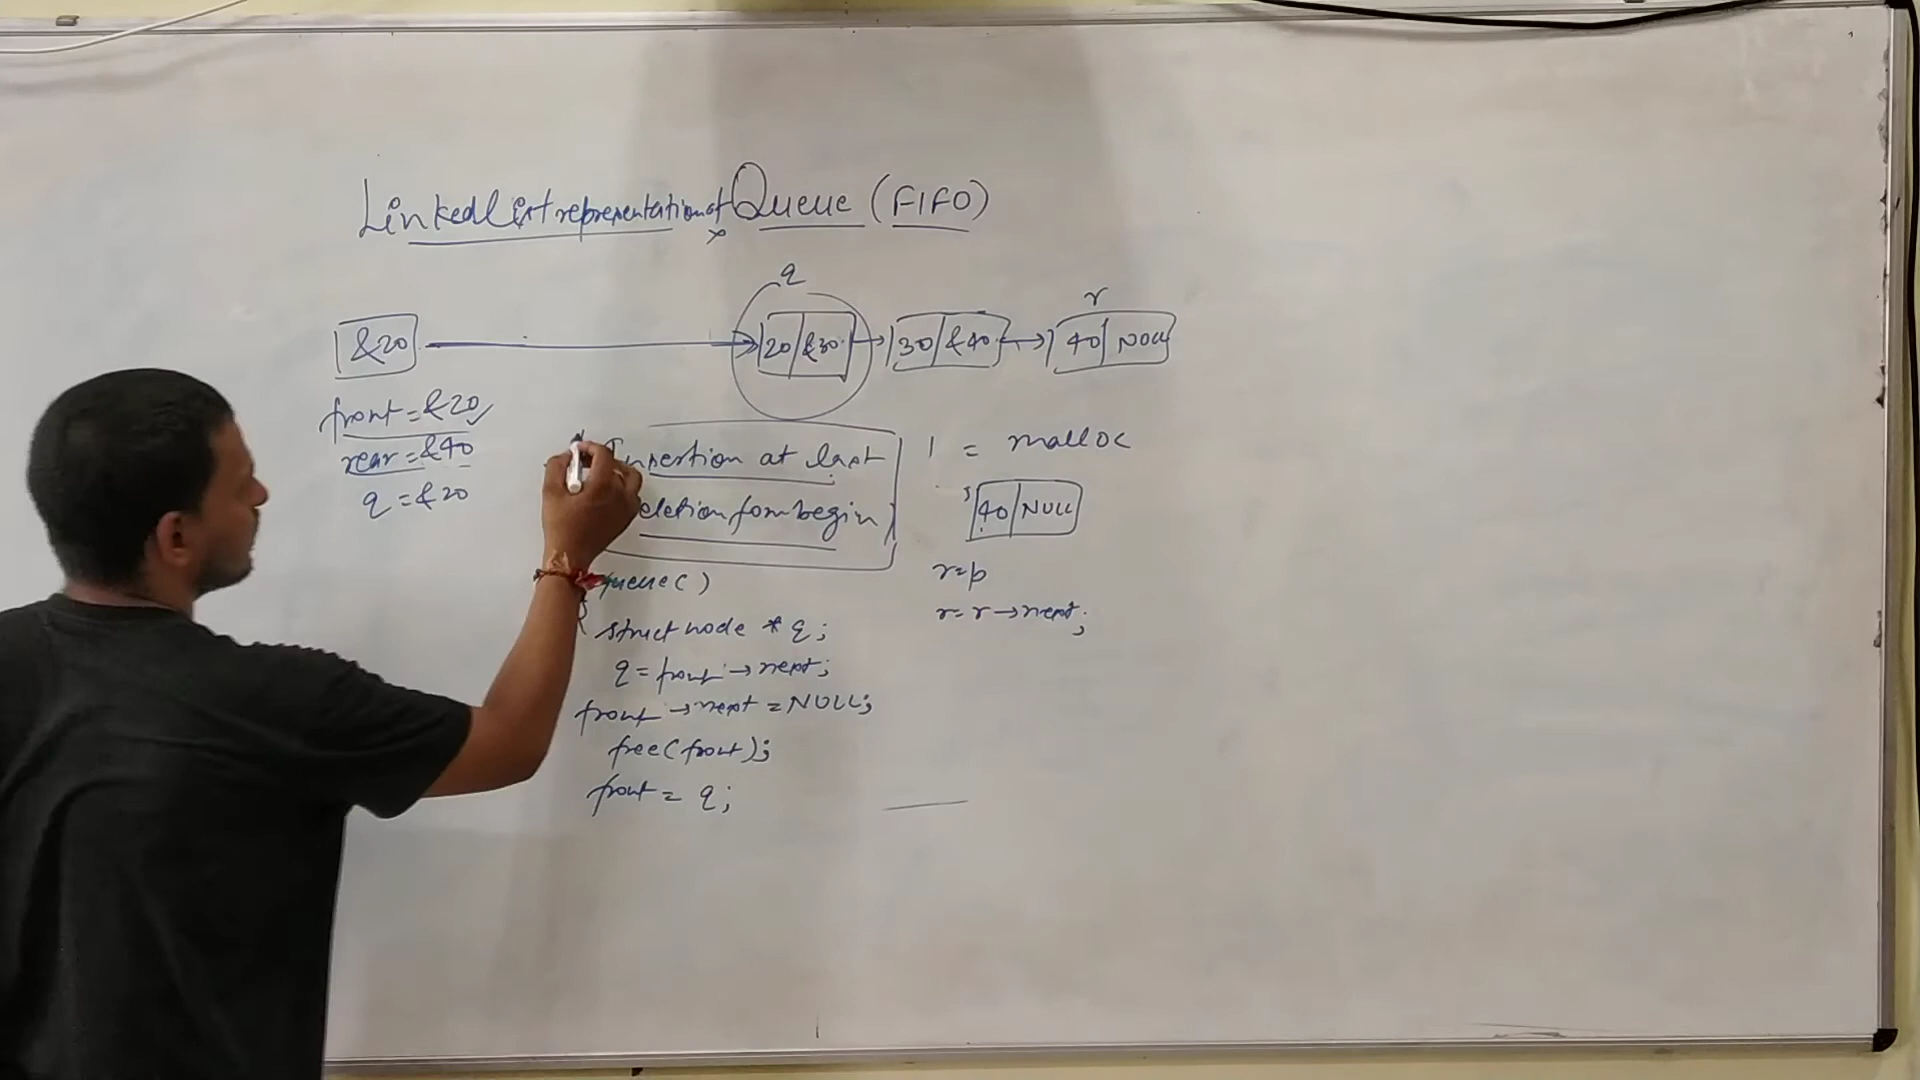 Linked list representation of Queue (FIFO)
q
r
&20
20 &30
30 &40
40 NULL
front = &20
rear = &40
q = &20
Insertion at last
eletion form begin
= malloc
40 NULL
queue( )
{
struct node * q;
q = front → next;
front → next = NULL;
free(front);
front = q;
r=p
r= r → next;